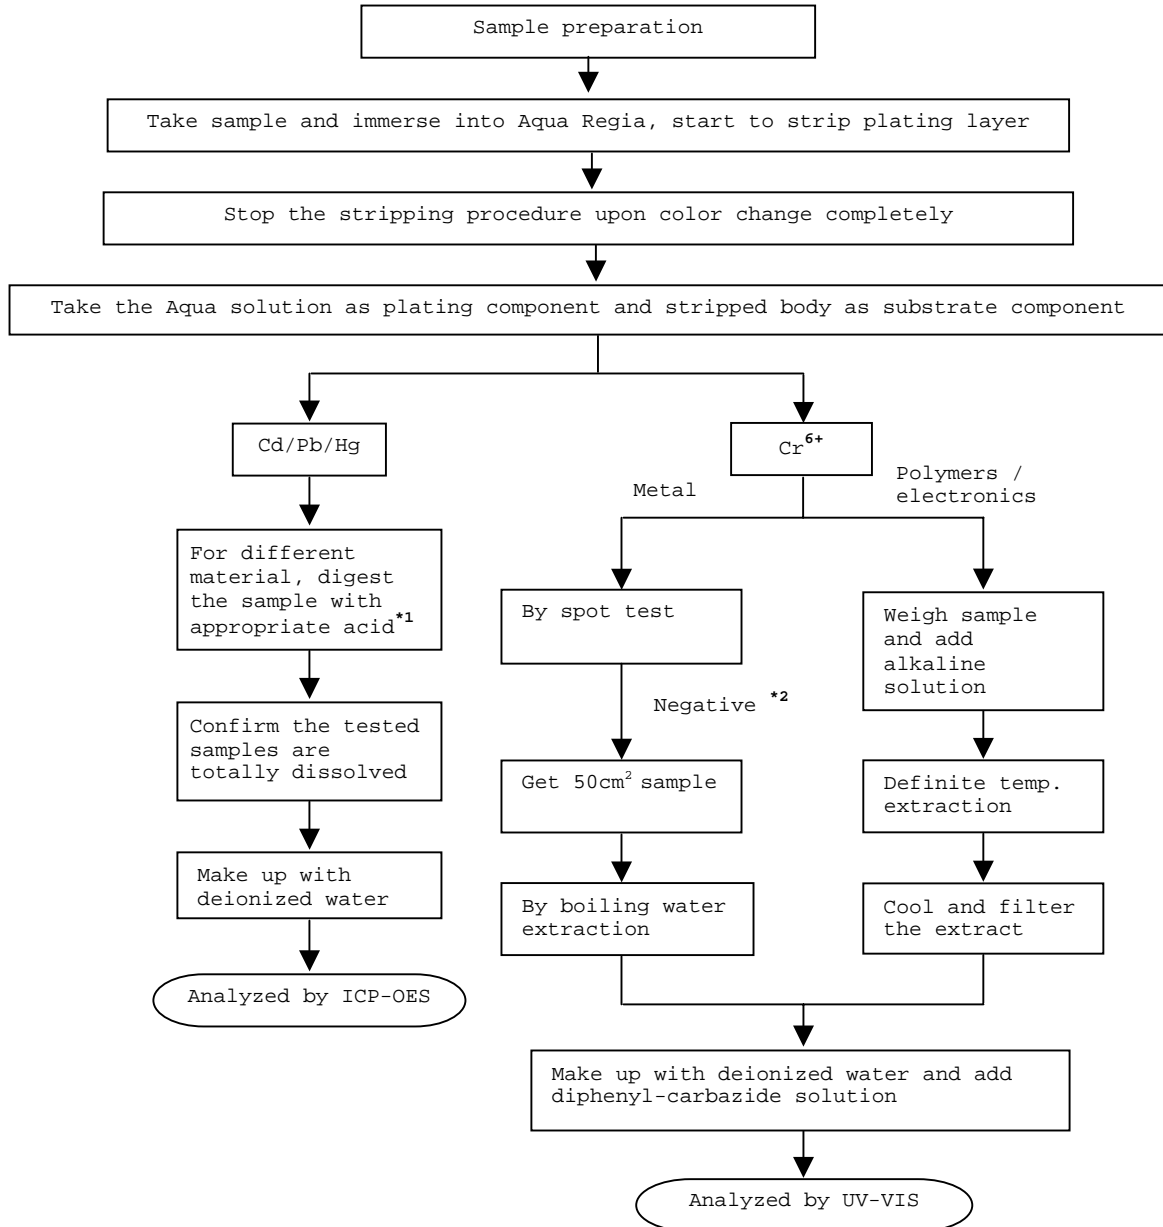 Sample preparation
Take sample and immerse into Aqua Regia, start to strip plating layer
Stop the stripping procedure upon color change completely
Take the Aqua solution as plating component and stripped body as substrate component
Cd/Pb/Hg
For different
material, digest
the sample with
appropriate acid*1
Confirm the tested
samples are
totally dissolved
Make up with
deionized water
Analyzed by ICP-OES
Cr6+
Metal
By spot test
Negative *2
Get 50cm2 sample
By boiling water
extraction
Polymers /
electronics
Weigh sample
and add
alkaline
solution
Definite temp.
extraction
Cool and filter
the extract
Make up with deionized water and add
diphenyl-carbazide solution
Analyzed by UV-VIS